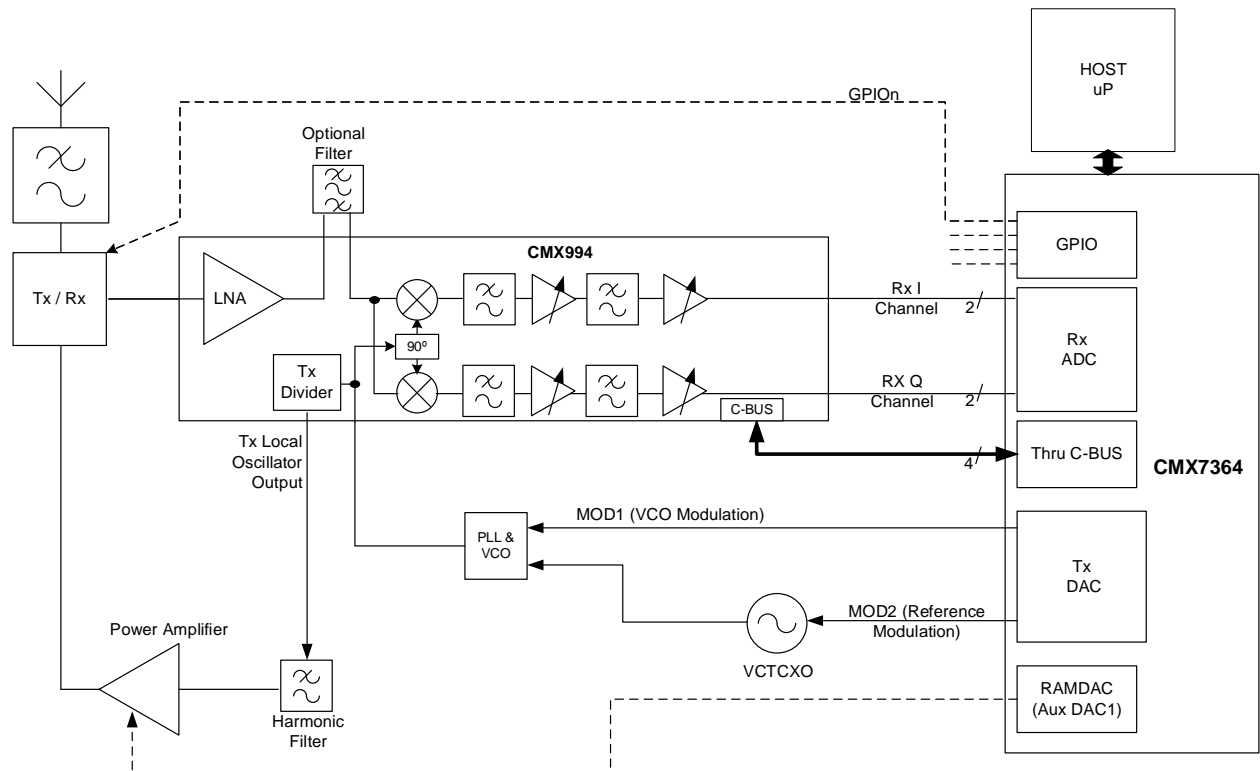 HOST
uP
GPIOn
Optional
Filter
GPIO
CMX994
Tx / Rx
LNA
Rx I
Channel
2
Rx
ADC
90º
Tx
Divider
RX Q
Channel
2
C-BUS
Tx Local
Oscillator
Output
4
Thru C-BUS
CMX7364
MOD1 (VCO Modulation)
PLL &
VCO
Tx
DAC
MOD2 (Reference
Modulation)
VCTCXO
Power Amplifier
Harmonic
Filter
RAMDAC
(Aux DAC1)